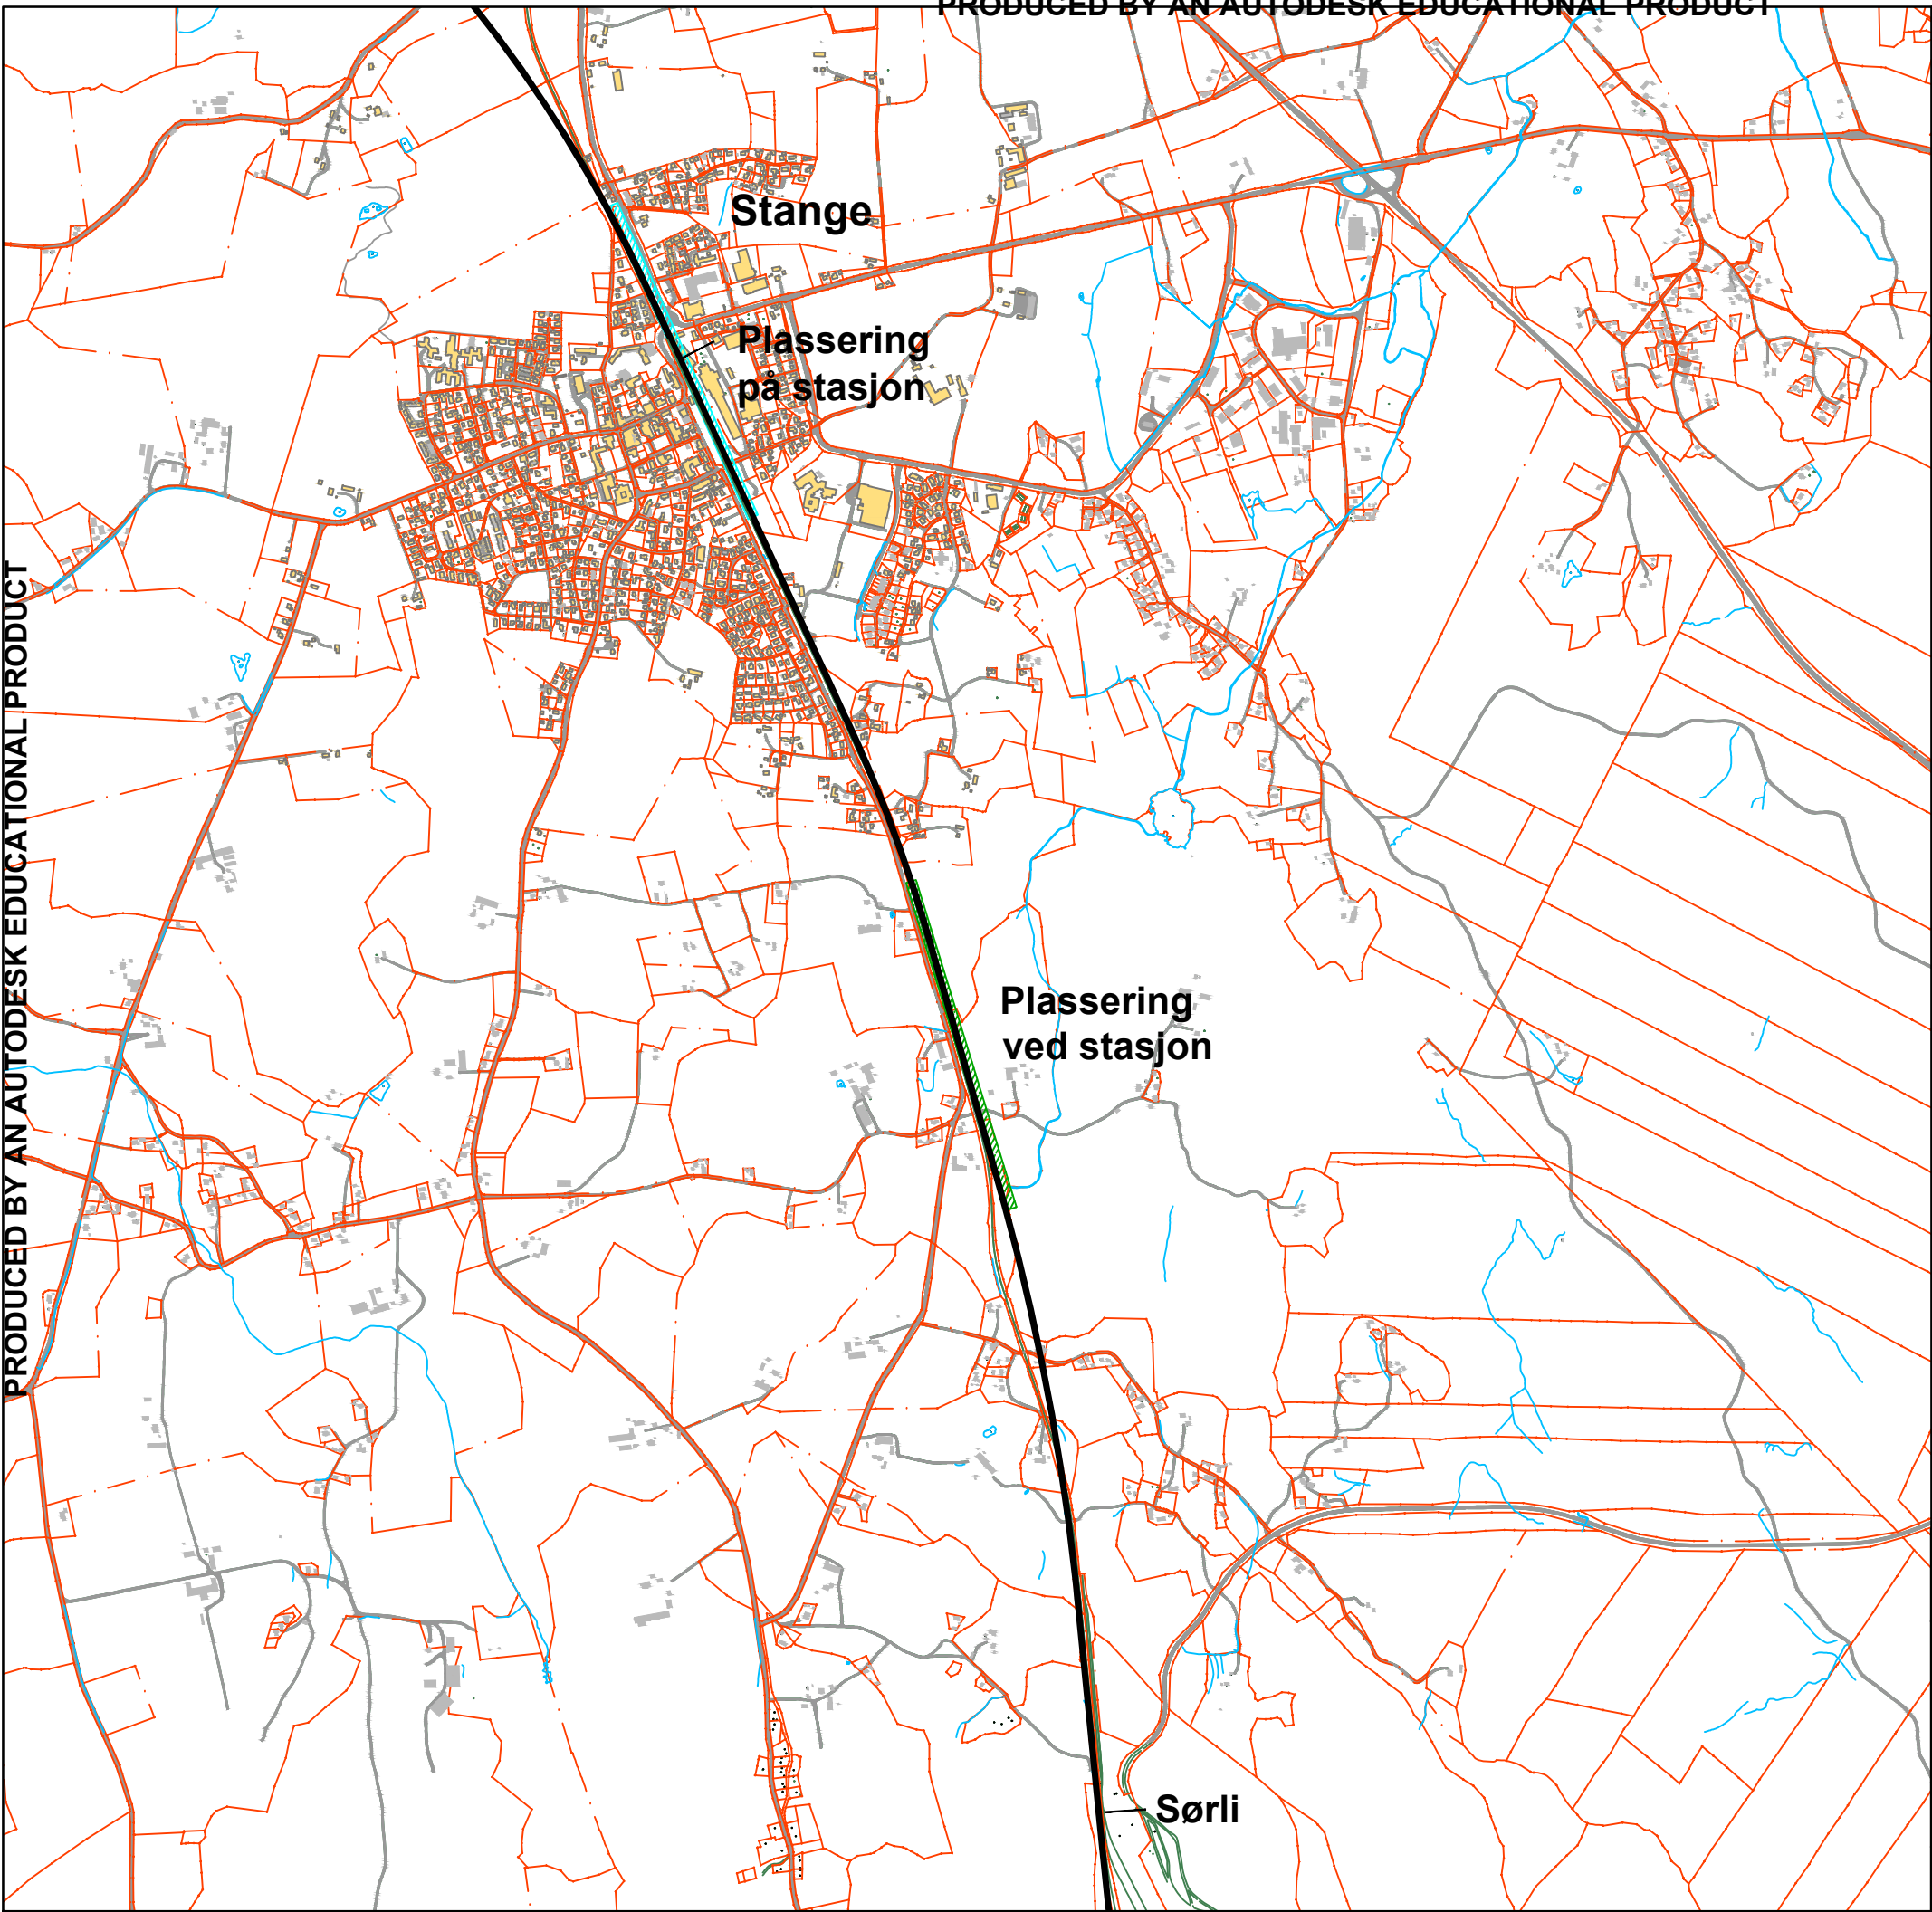 PRODUCED BY AN AUTODESK EDUCATIONAL PRODUCT
Stange
Plassering
på stasjon
PRODUCED BY AN AUTODESK EDUCATIONAL PRODUCT
Plassering
ved stasjon
Sørli